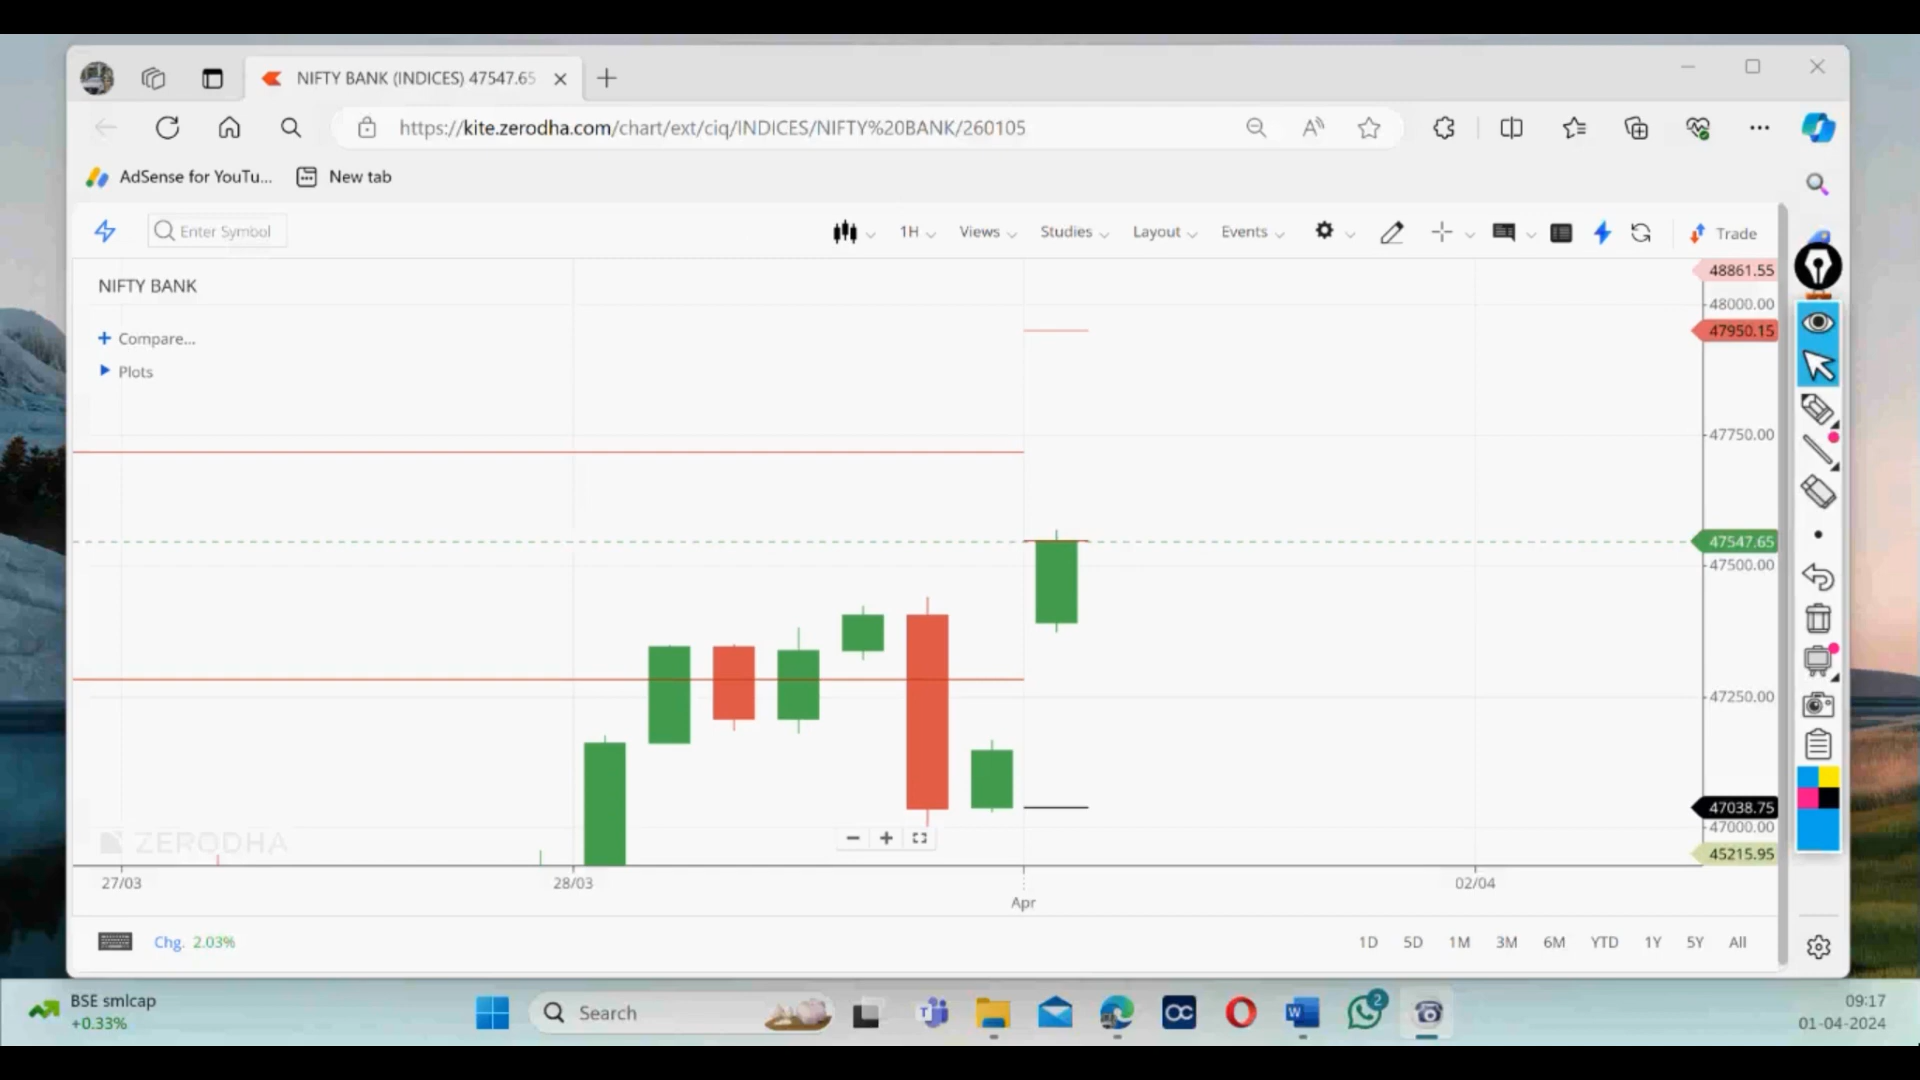 NIFTY BANK (INDICES) 47547.65
https://kite.zerodha.com/chart/ext/ciq/INDICES/NIFTY%20BANK/260105
AdSense for YouTu...
New tab
Enter Symbol
1H
Views
Studies
Layout
Events
Trade
NIFTY BANK
Compare...
Plots
48861.55
48000.00
47950.15
47750.00
47547.65
47500.00
47250.00
47038.75
47000.00
45215.95
ZERODHA
27/03
28/03
Apr
02/04
Chg. 2.03%
1D 5D 1M 3M 6M YTD 1Y 5Y All
BSE smlcap
+0.33%
Search
2
09:17
01-04-2024